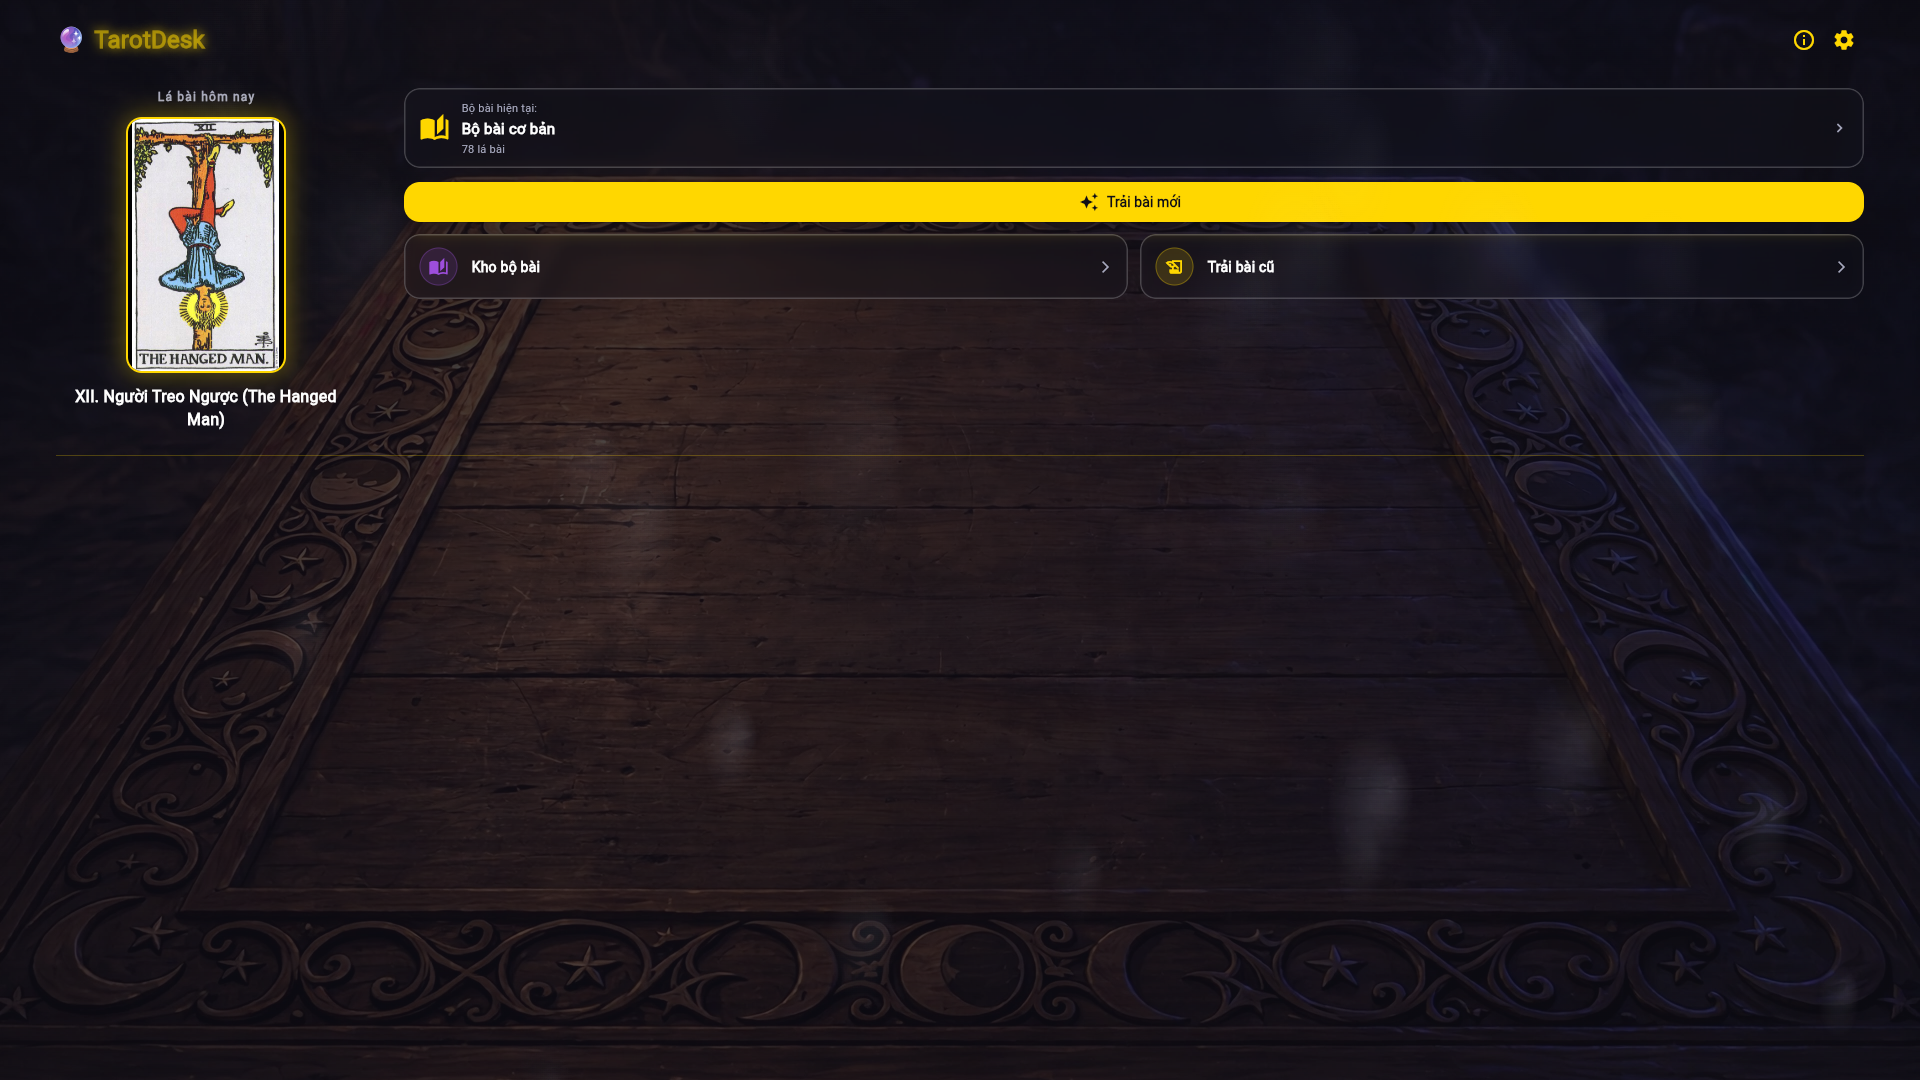 TarotDesk
Lá bài hôm nay
XII
THE HANGED MAN.
XII. Người Treo Ngược (The Hanged
Man)
Bộ bài hiện tại:
Bộ bài cơ bản
78 lá bài
Trải bài mới
Kho bộ bài
Trải bài cũ